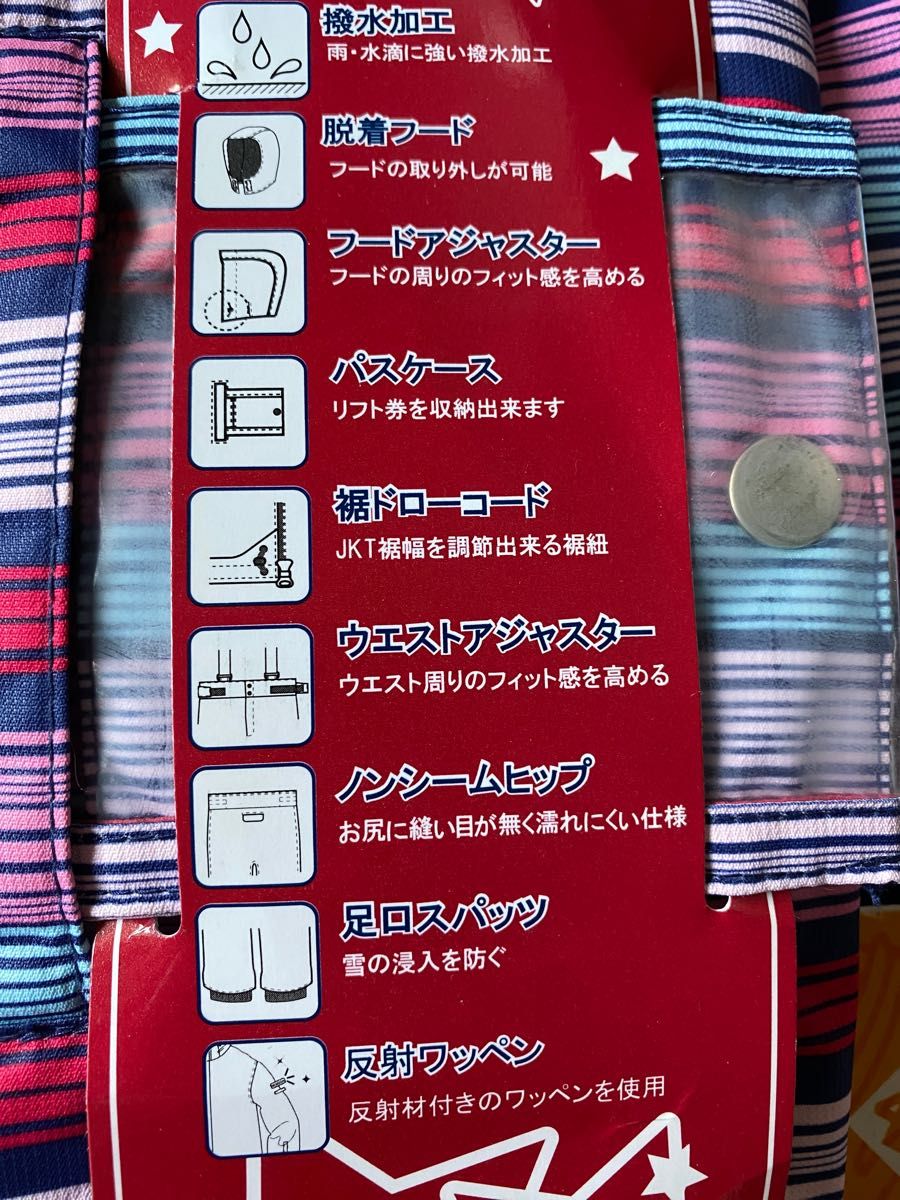 撥水加工
雨・水滴に強い撥水加工
脱着フード
フードの取り外しが可能
フードアジャスター
フードの周りのフィット感を高める
パスケース
リフト券を収納出来ます
裾ドローコード
JKT裾幅を調節出来る裾紐
ウエストアジャスター
ウエスト周りのフィット感を高める
ノンシームヒップ
お尻に縫い目が無く濡れにくい仕様
足口スパッツ
雪の浸入を防ぐ
反射ワッペン
反射材付きのワッペンを使用